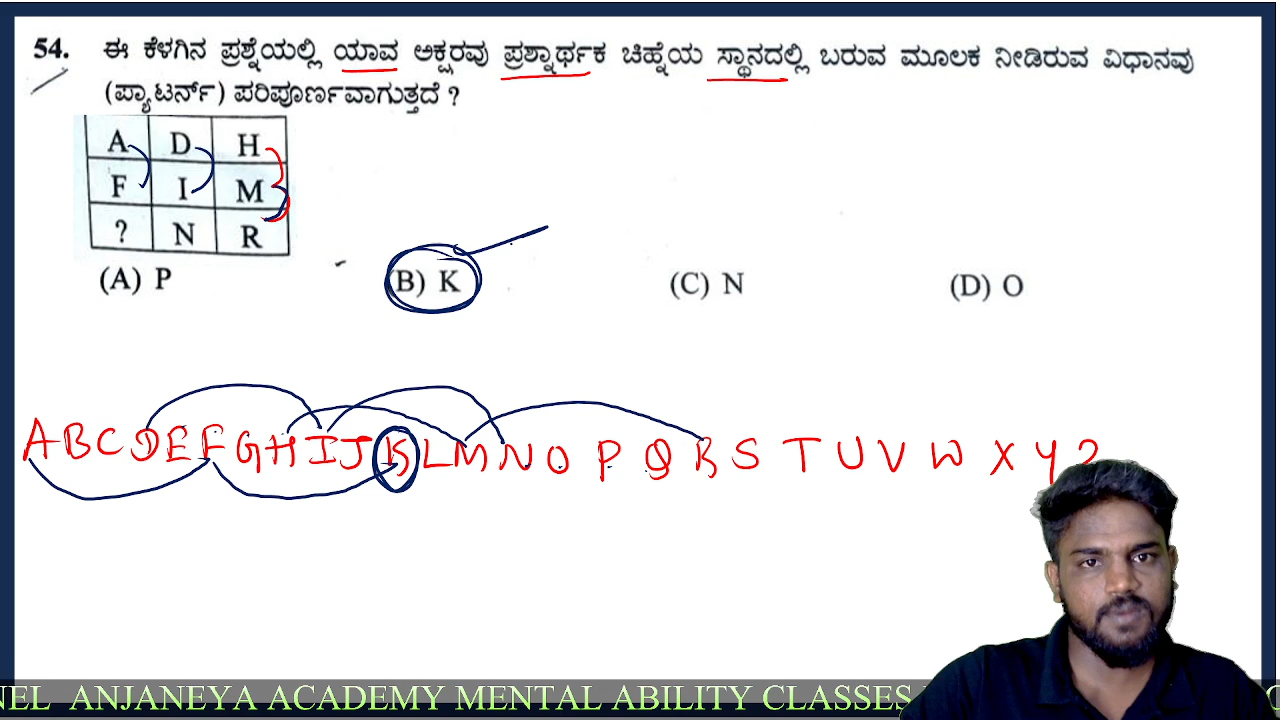 54. ಈ ಕೆಳಗಿನ ಪ್ರಶ್ನೆಯಲ್ಲಿ ಯಾವ ಅಕ್ಷರವು ಪ್ರಶ್ನಾರ್ಥಕ ಚಿಹ್ನೆಯ ಸ್ಥಾನದಲ್ಲಿ ಬರುವ ಮೂಲಕ ನೀಡಿರುವ ವಿಧಾನವು
(ಪ್ಯಾಟರ್ನ್) ಪರಿಪೂರ್ಣವಾಗುತ್ತದೆ ?
A D H
F I M
? N R
(A) P (B) K (C) N (D) O
A B C D E F G H I J K L M N O P Q R S T U V W X Y
ANJANEYA ACADEMY MENTAL ABILITY CLASSES